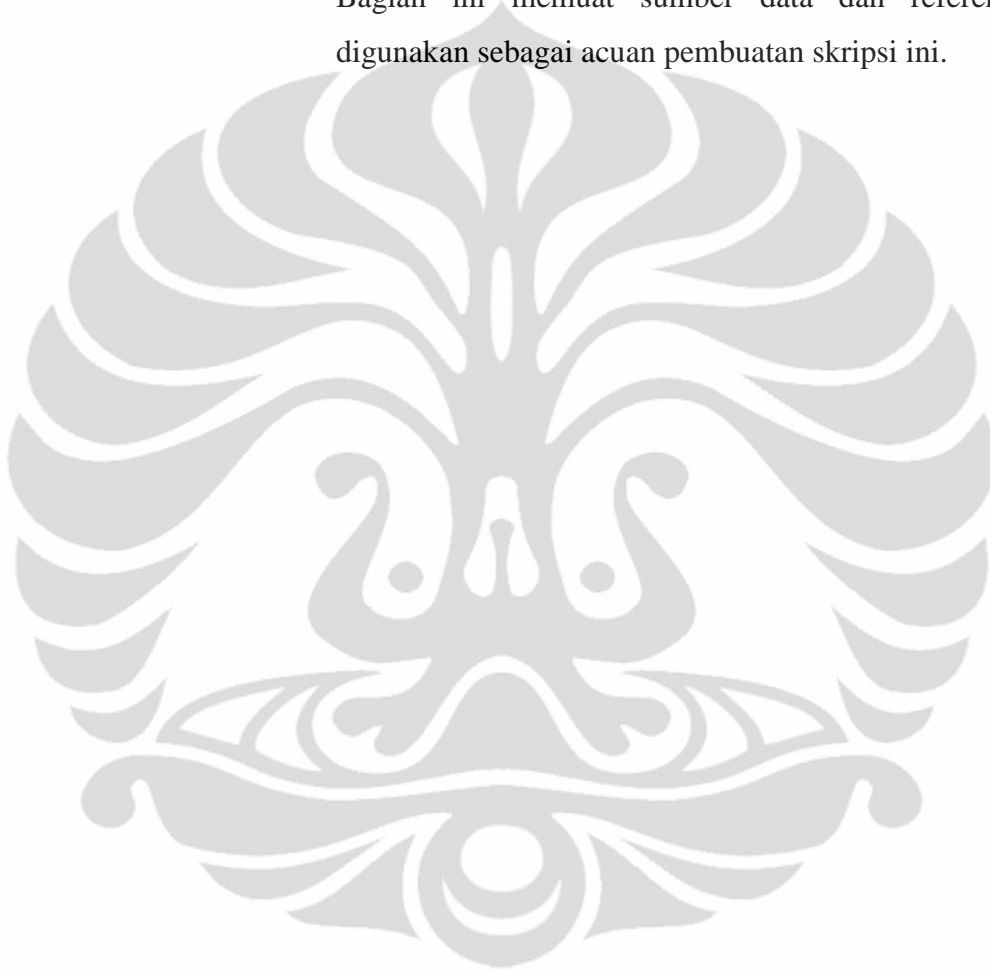 Bagian ini memuat sumber data dan
digunakan sebagai acuan pembuatan skripsi ini.